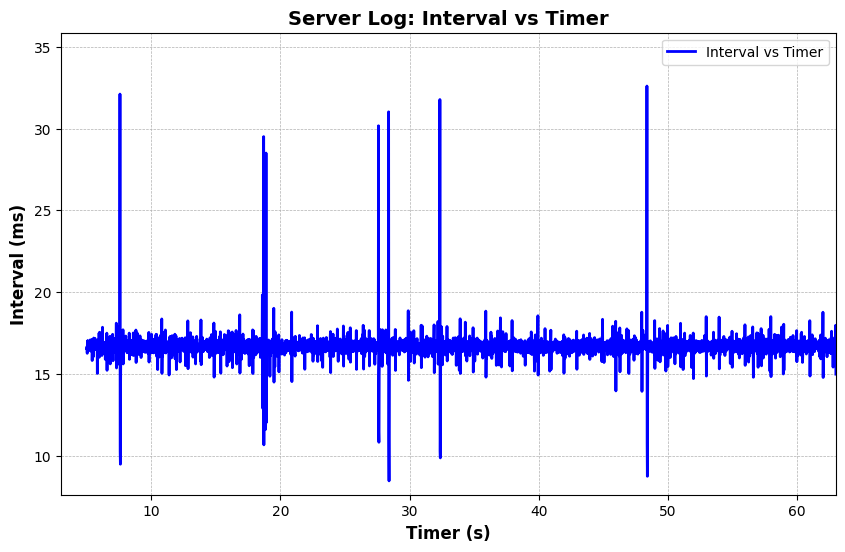 Server Log: Interval vs Timer
Interval vs Timer
Interval (ms)
35
30
25
20
15
10
10 20 30 40 50 60
Timer (s)